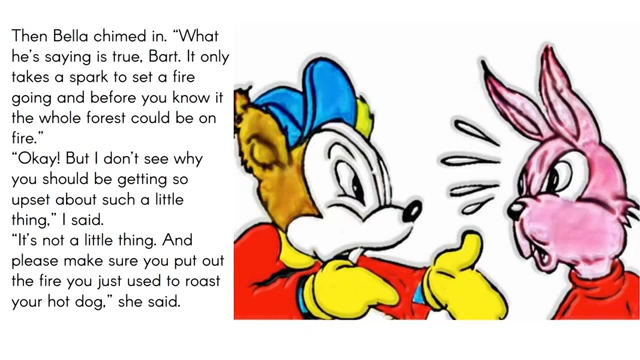 Then Bella chimed in. “What
he’s saying is true, Bart. It only
takes a spark to set a fire
going and before you know it
the whole forest could be on
fire.”
“Okay! But I don’t see why
you should be getting so
upset about such a little
thing,” I said.
“It’s not a little thing. And
please make sure you put out
the fire you just used to roast
your hot dog,” she said.